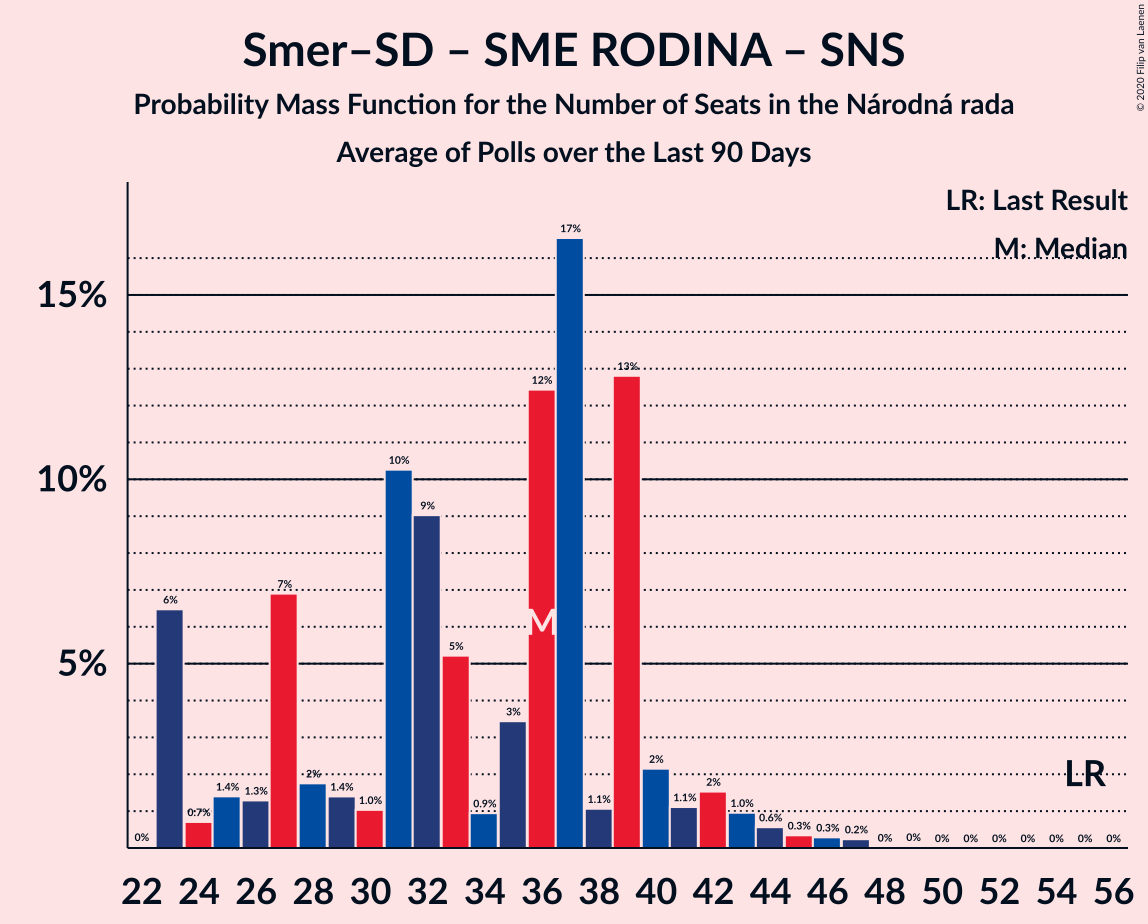 Smer–SD – SME RODINA – SNS
Probability Mass Function for the Number of Seats in the Národná rada
Average of Polls over the Last 90 Days
© 2020 Filip van Laenen
LR: Last Result
M: Median
15%
10%
5%
0% 6% 0.7% 1.4% 1.3% 7% 2% 1.4% 1.0% 10% 9% 5% 0.9% 3% 12% 17% 1.1% 13% 2% 1.1% 2% 1.0% 0.6% 0.3% 0.3% 0.2% 0% 0% 0% 0% 0% 0% 0% 0% 0%
M
LR
22 24 26 28 30 32 34 36 38 40 42 44 46 48 50 52 54 56